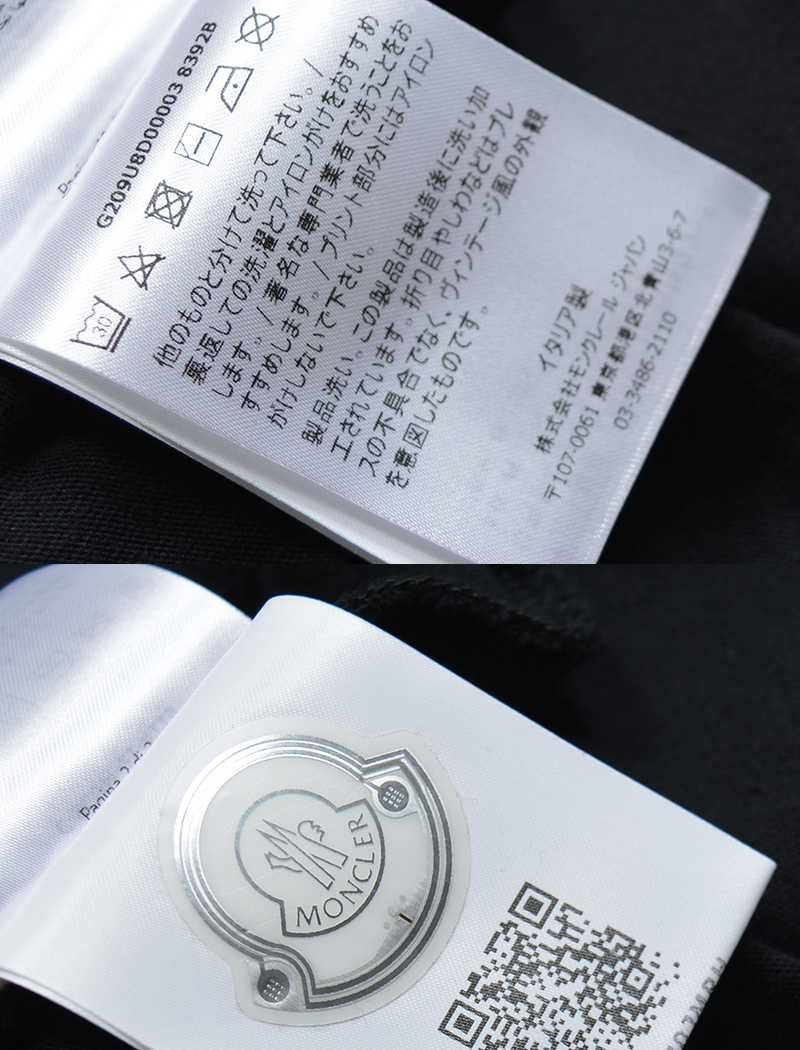 G209U8D00003 8392B
30
他のものと分けて洗って下さい。/
裏返しての洗濯とアイロンがけをおすすめ
します。/ 著名な専門業者で洗うことをお
すすめします。/ プリント部分にはアイロン
がけしないで下さい。
製品洗い。この製品は製造後に洗い加
工されています。折り目やしわなどはプレ
スの不具合でなく、ヴィンテージ風の外観
を意図したものです。
イタリア製
株式会社モンクレール ジャパン
〒107-0061 東京都港区北青山3-6-7
03-3486-2110
Pagina 2 di
MONCLER